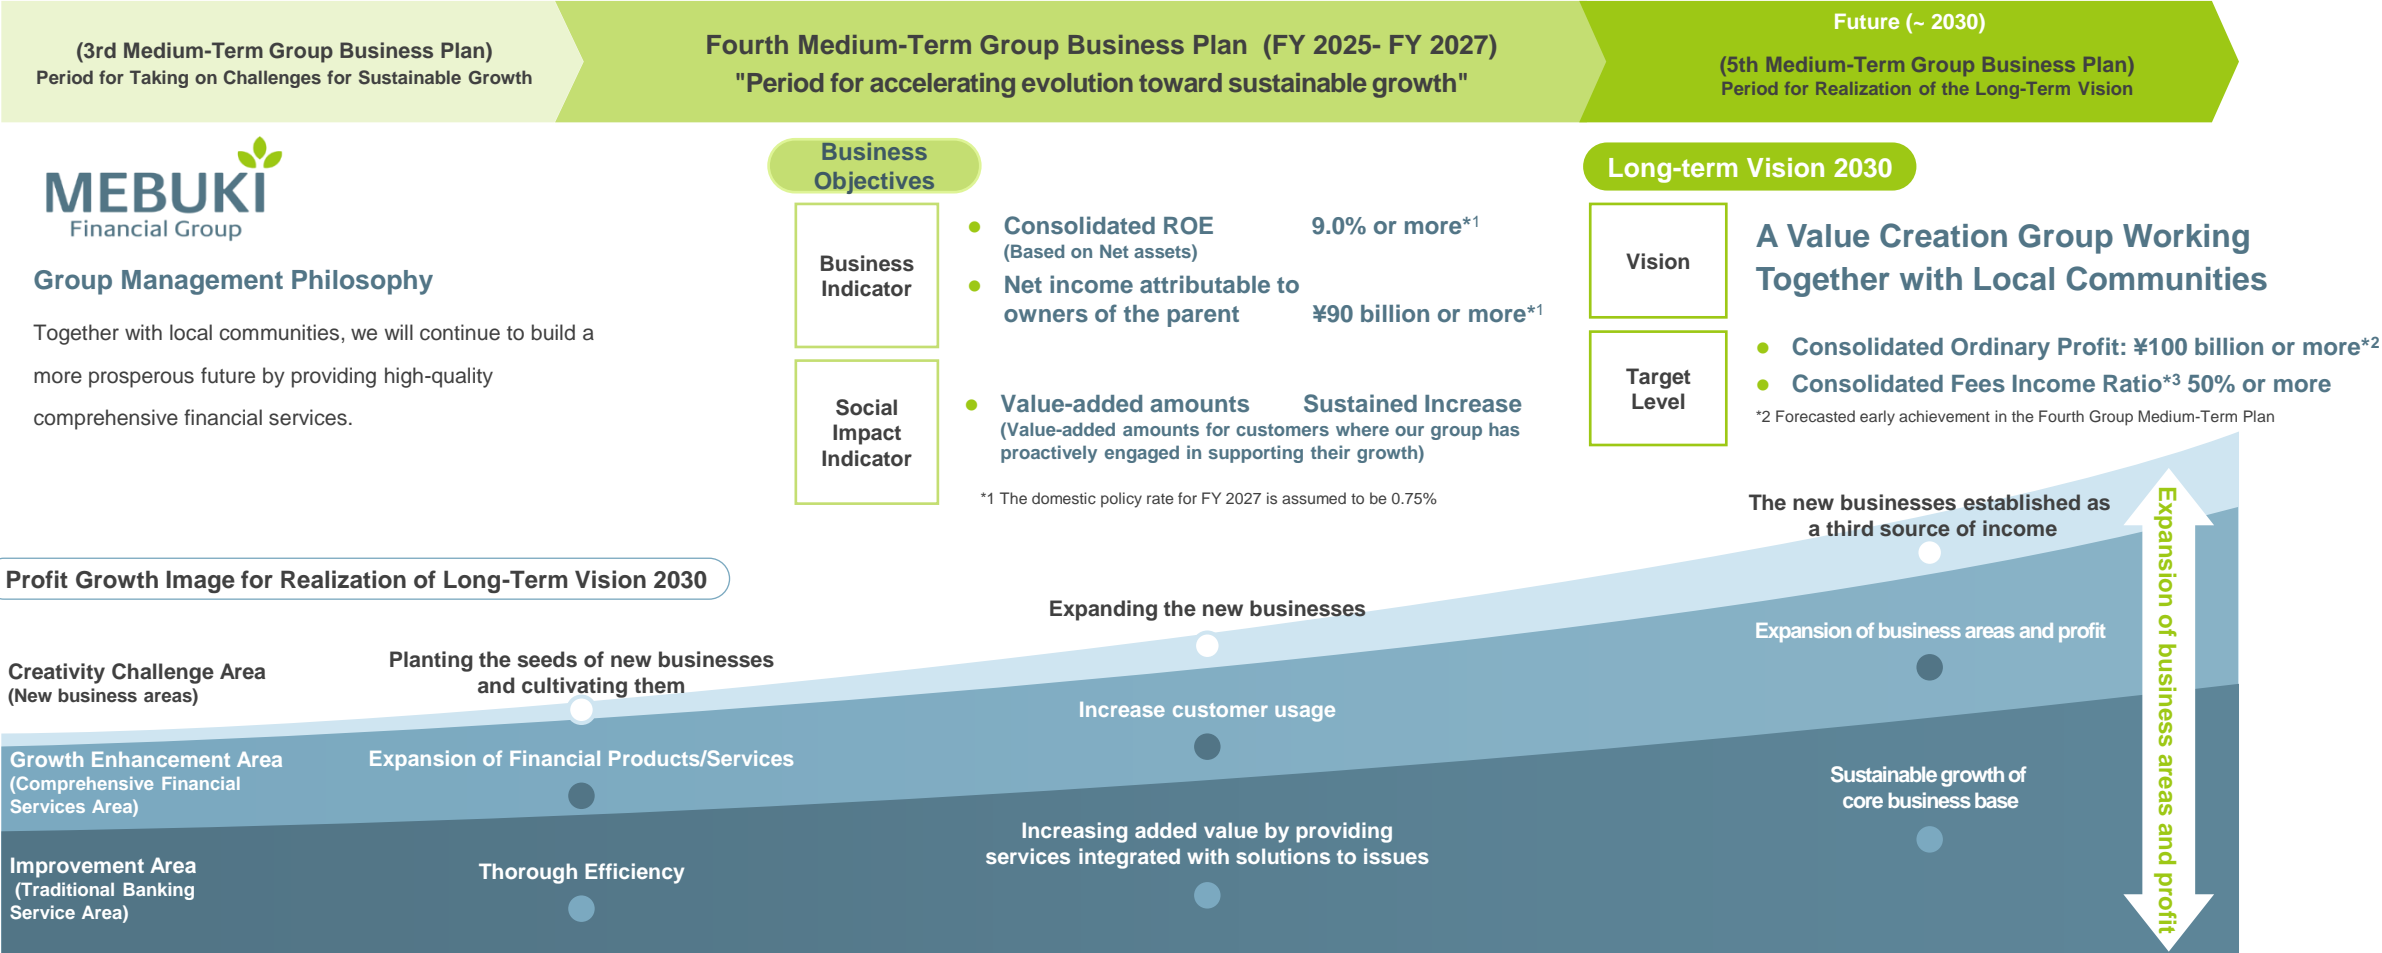 (3rd Medium-Term Group Business Plan)
Period for Taking on Challenges for Sustainable Growth
Fourth Medium-Term Group Business Plan (FY 2025- FY 2027)
"Period for accelerating evolution toward sustainable growth"
Future (~ 2030)
(5th Medium-Term Group Business Plan)
Period for Realization of the Long-Term Vision
MEBUKI
Financial Group
Group Management Philosophy
Together with local communities, we will continue to build a
more prosperous future by providing high-quality
comprehensive financial services.
Business
Objectives
Business
Indicator
● Consolidated ROE 9.0% or more*1
(Based on Net assets)
● Net income attributable to
owners of the parent ¥90 billion or more*1
Social
Impact
Indicator
● Value-added amounts Sustained Increase
(Value-added amounts for customers where our group has
proactively engaged in supporting their growth)
*1 The domestic policy rate for FY 2027 is assumed to be 0.75%
Long-term Vision 2030
Vision
A Value Creation Group Working
Together with Local Communities
Target
Level
● Consolidated Ordinary Profit: ¥100 billion or more*2
● Consolidated Fees Income Ratio*3 50% or more
*2 Forecasted early achievement in the Fourth Group Medium-Term Plan
Profit Growth Image for Realization of Long-Term Vision 2030
Creativity Challenge Area
(New business areas)
Planting the seeds of new businesses
and cultivating them
Expanding the new businesses
The new businesses established as
a third source of income
Growth Enhancement Area
(Comprehensive Financial
Services Area)
Expansion of Financial Products/Services
Increase customer usage
Expansion of business areas and profit
Improvement Area
(Traditional Banking
Service Area)
Thorough Efficiency
Increasing added value by providing
services integrated with solutions to issues
Sustainable growth of
core business base
Expansion of business areas and profit